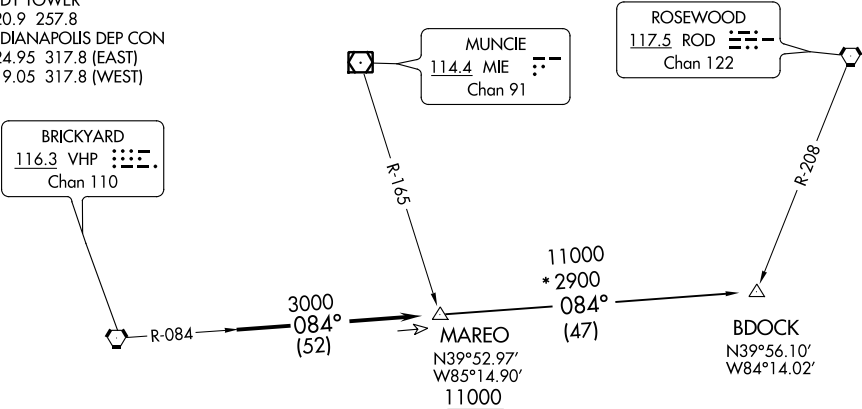 TOWER
257.8
DIANAPOLIS DEP CON
24.95 317.8 (EAST)
9.05 317.8 (WEST)
MUNCIE
114.4 MIE
Chan 91
ROSEWOOD
117.5 ROD
Chan 122
BRICKYARD
116.3 VHP
Chan 110
R-165
R-208
R-084
3000
084°
(52)
11000
*2900
084°
(47)
MAREO
N39°52.97'
W85°14.90'
11000
BDOCK
N39°56.10'
W84°14.02'